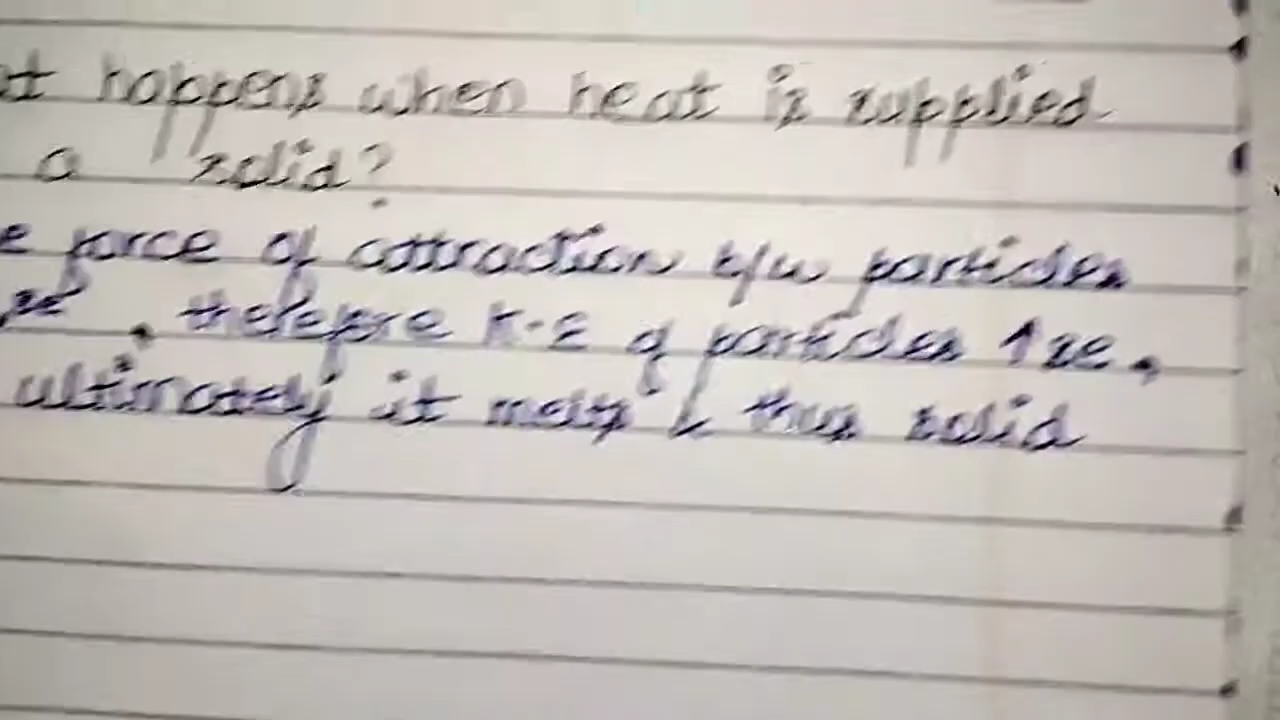 happens when heat is supplied
a solid?
force of attraction b/w particles
therefore K.E of particles ↑se,
ultimately it melts & thus solid